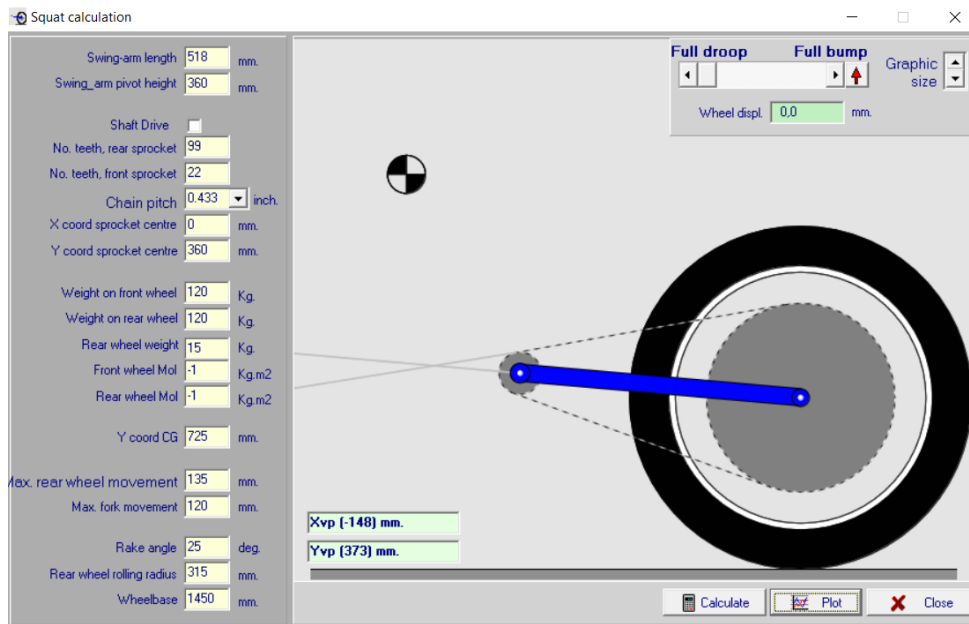 Squat calculation
Swing-arm length 518 mm.
Swing_arm pivot height 360 mm.
Shaft Drive
No. teeth, rear sprocket 99
No. teeth, front sprocket 22
Chain pitch 0.433 inch.
X coord sprocket centre 0 mm.
Y coord sprocket centre 360 mm.
Weight on front wheel 120 Kg.
Weight on rear wheel 120 Kg.
Rear wheel weight 15 Kg.
Front wheel MoI -1 Kg.m2
Rear wheel MoI -1 Kg.m2
Y coord CG 725 mm.
Max. rear wheel movement 135 mm.
Max. fork movement 120 mm.
Rake angle 25 deg.
Rear wheel rolling radius 315 mm.
Wheelbase 1450 mm.
Full droop Full bump
Graphic size
Wheel displ. 0,0 mm.
Xvp (-148) mm.
Yvp (373) mm.
Calculate Plot Close